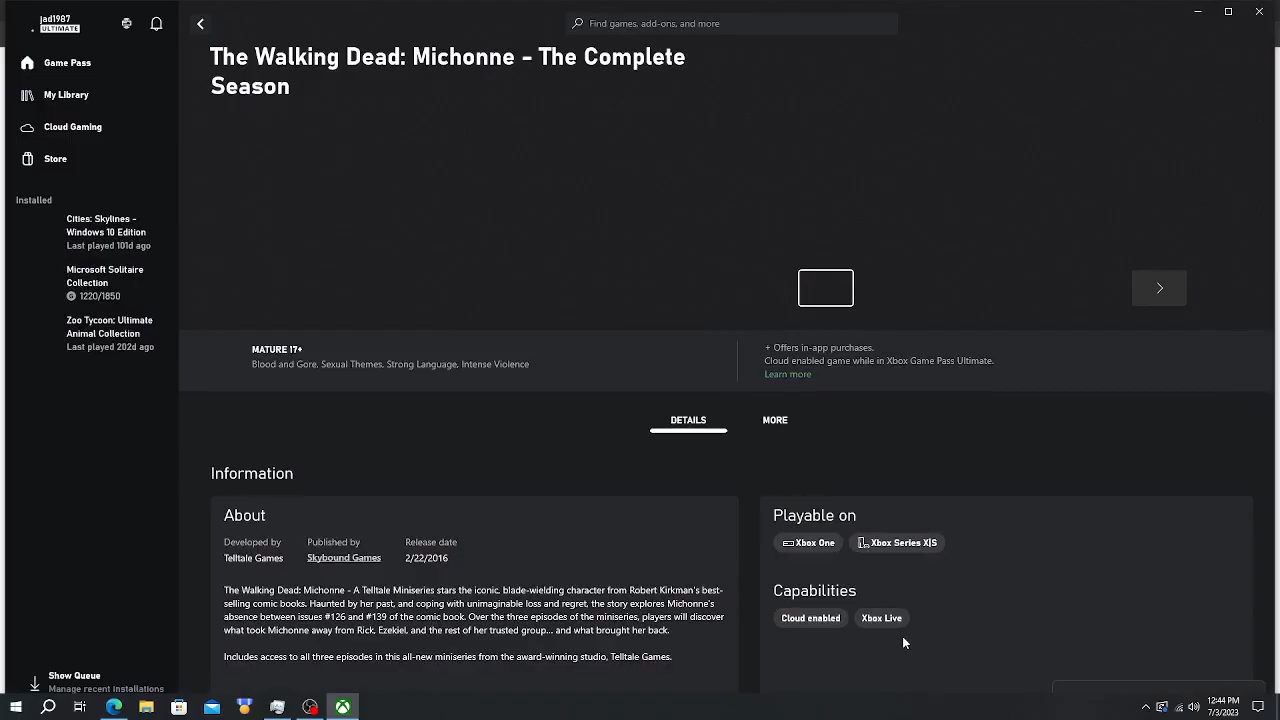 jad1987
ULTIMATE
Find games, add-ons, and more
Game Pass
My Library
Cloud Gaming
Store
Installed
Cities: Skylines -
Windows 10 Edition
Last played 101d ago
Microsoft Solitaire
Collection
1220/1850
Zoo Tycoon: Ultimate
Animal Collection
Last played 202d ago
Show Queue
Manage recent installations
The Walking Dead: Michonne - The Complete
Season
MATURE 17+
Blood and Gore, Sexual Themes, Strong Language, Intense Violence
+ Offers in-app purchases.
Cloud enabled game while in Xbox Game Pass Ultimate.
Learn more
DETAILS
MORE
Information
About
Developed by
Telltale Games
Published by
Skybound Games
Release date
2/22/2016
The Walking Dead: Michonne - A Telltale Miniseries stars the iconic, blade-wielding character from Robert Kirkman's best-
selling comic books. Haunted by her past, and coping with unimaginable loss and regret, the story explores Michonne's
absence between issues #126 and #139 of the comic book. Over the three episodes of the miniseries, players will discover
what took Michonne away from Rick, Ezekiel, and the rest of her trusted group... and what brought her back.
Includes access to all three episodes in this all-new miniseries from the award-winning studio, Telltale Games.
Playable on
Xbox One
Xbox Series X|S
Capabilities
Cloud enabled
Xbox Live
12:44 PM
7/3/2023